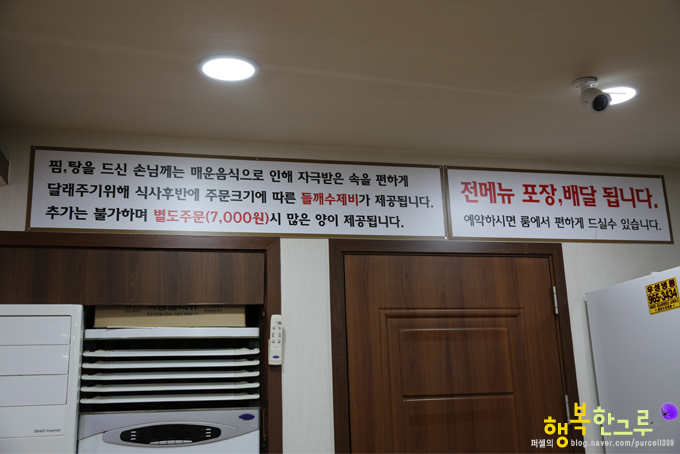 찜,탕을 드신 손님께는 매운음식으로 인해 자극받은 속을 편하게
달래주기위해 식사후반에 주문크기에 따른 들깨수제비가 제공됩니다.
추가는 불가하며 별도주문(7,000원)시 많은 양이 제공됩니다.
전메뉴 포장,배달 됩니다.
예약하시면 룸에서 편하게 드실수 있습니다.
955-3434
Smart Inverter
행복한그루
퍼셀의 blog.naver.com/purcell309